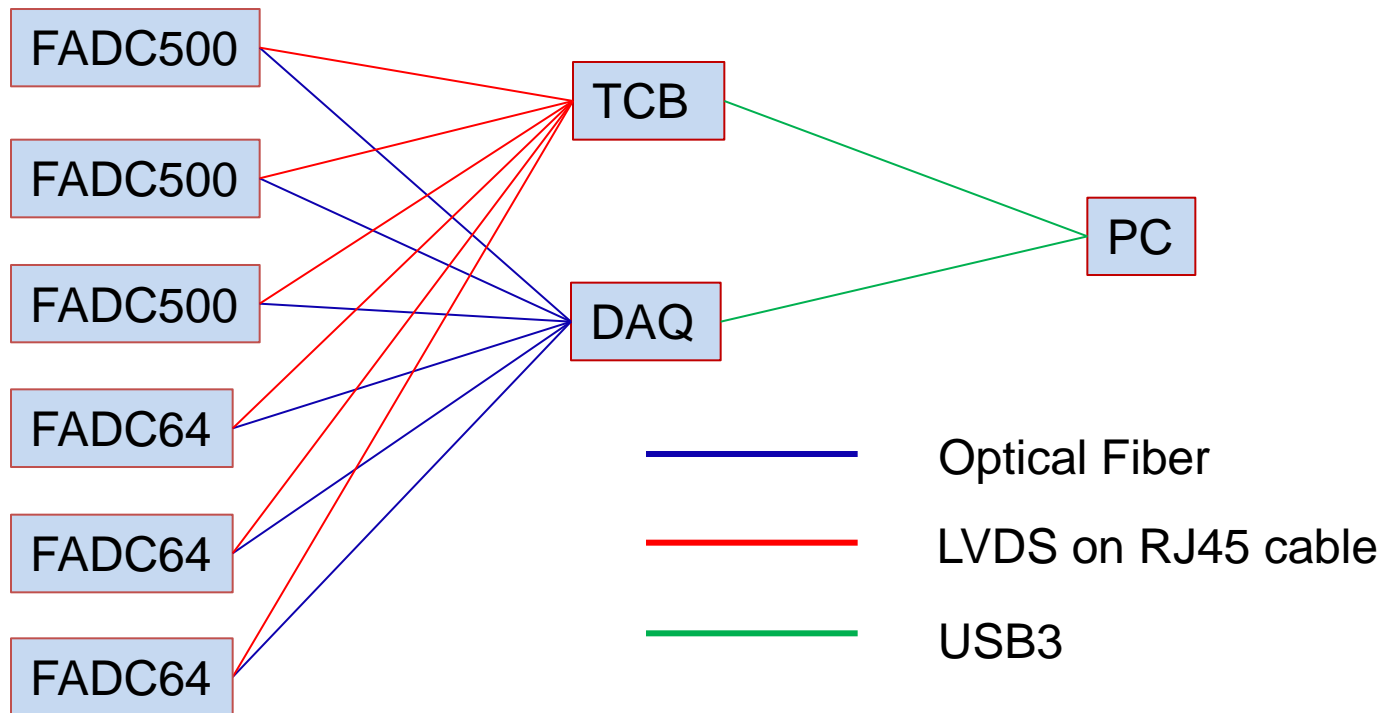 FADC500
FADC500
FADC500
FADC64
FADC64
FADC64
TCB
DAQ
PC
Optical Fiber
LVDS on RJ45 cable
USB3